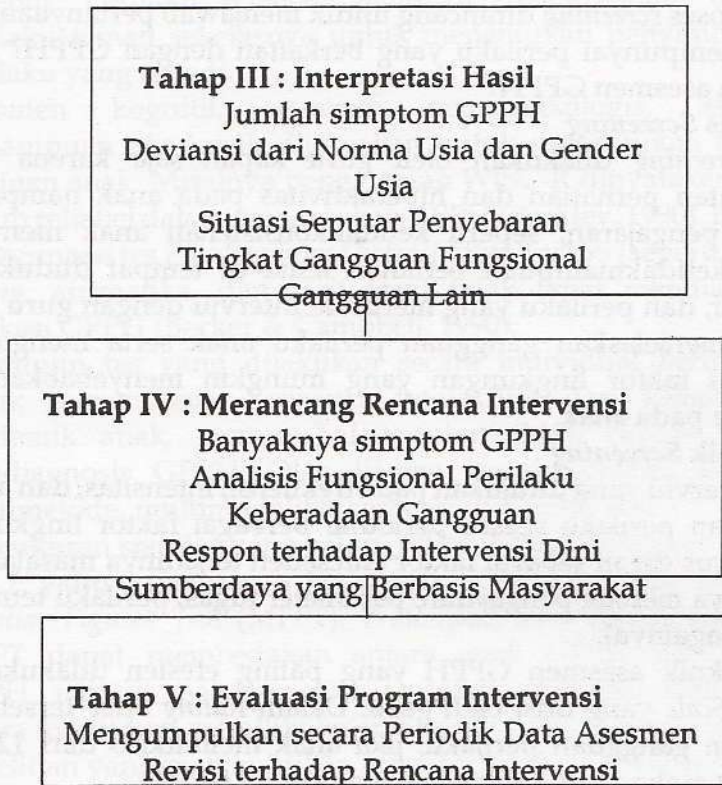 Tahap III : Interpretasi Hasil
Jumlah simptom GPPH
Deviansi dari Norma Usia dan Gender
Usia
Situasi Seputar Penyebaran
Tingkat Gangguan Fungsional
Gangguan Lain
Tahap IV : Merancang Rencana Intervensi
Banyaknya simptom GPPH
Analisis Fungsional Perilaku
Keberadaan Gangguan
Respon terhadap Intervensi Dini
Sumberdaya yang Berbasis Masyarakat
Tahap V : Evaluasi Program Intervensi
Mengumpulkan secara Periodik Data Asesmen
Revisi terhadap Rencana Intervensi